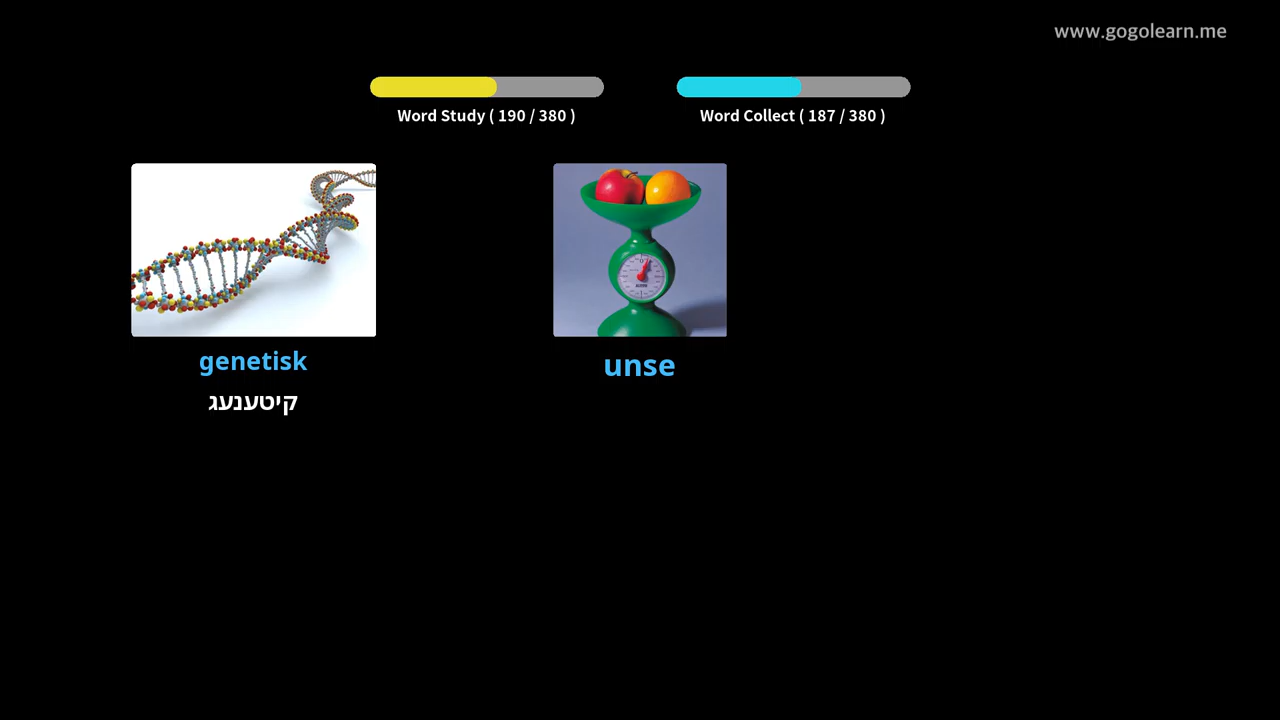 www.gogolearn.me
Word Study ( 190 / 380 )
Word Collect ( 187 / 380 )
genetisk
קיטענעג
unse